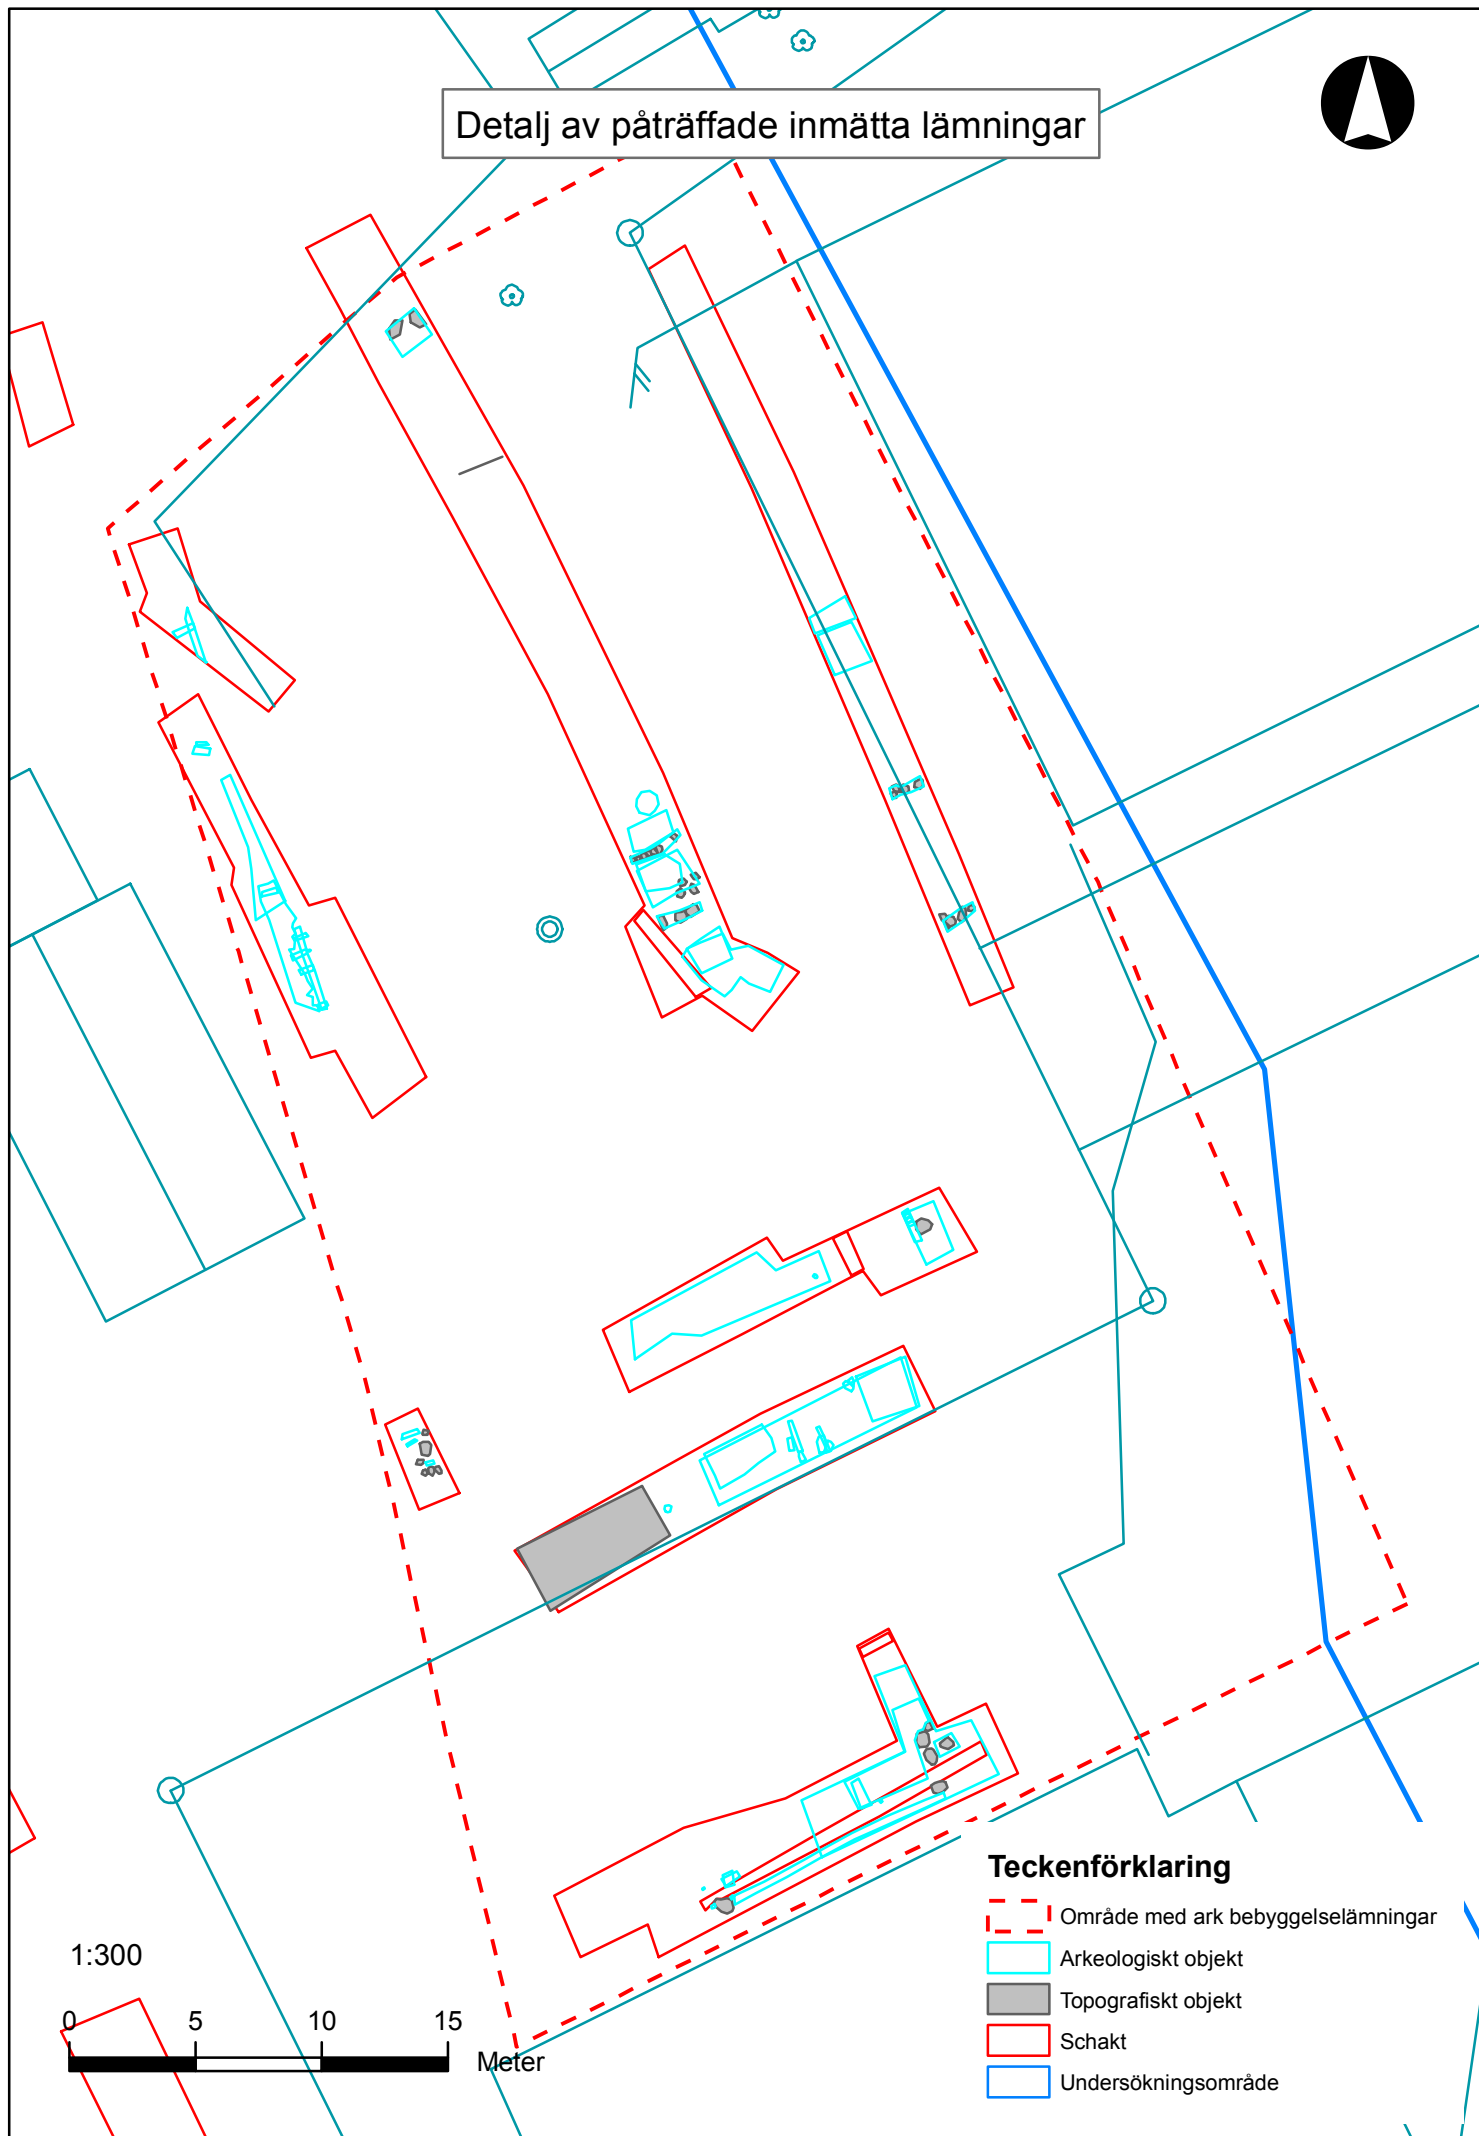 Detalj av påträffade inmätta lämningar
Teckenförklaring
Område med ark bebyggelselämningar
Arkeologiskt objekt
Topografiskt objekt
Schakt
Undersökningsområde
1:300
0 5 10 15
Meter